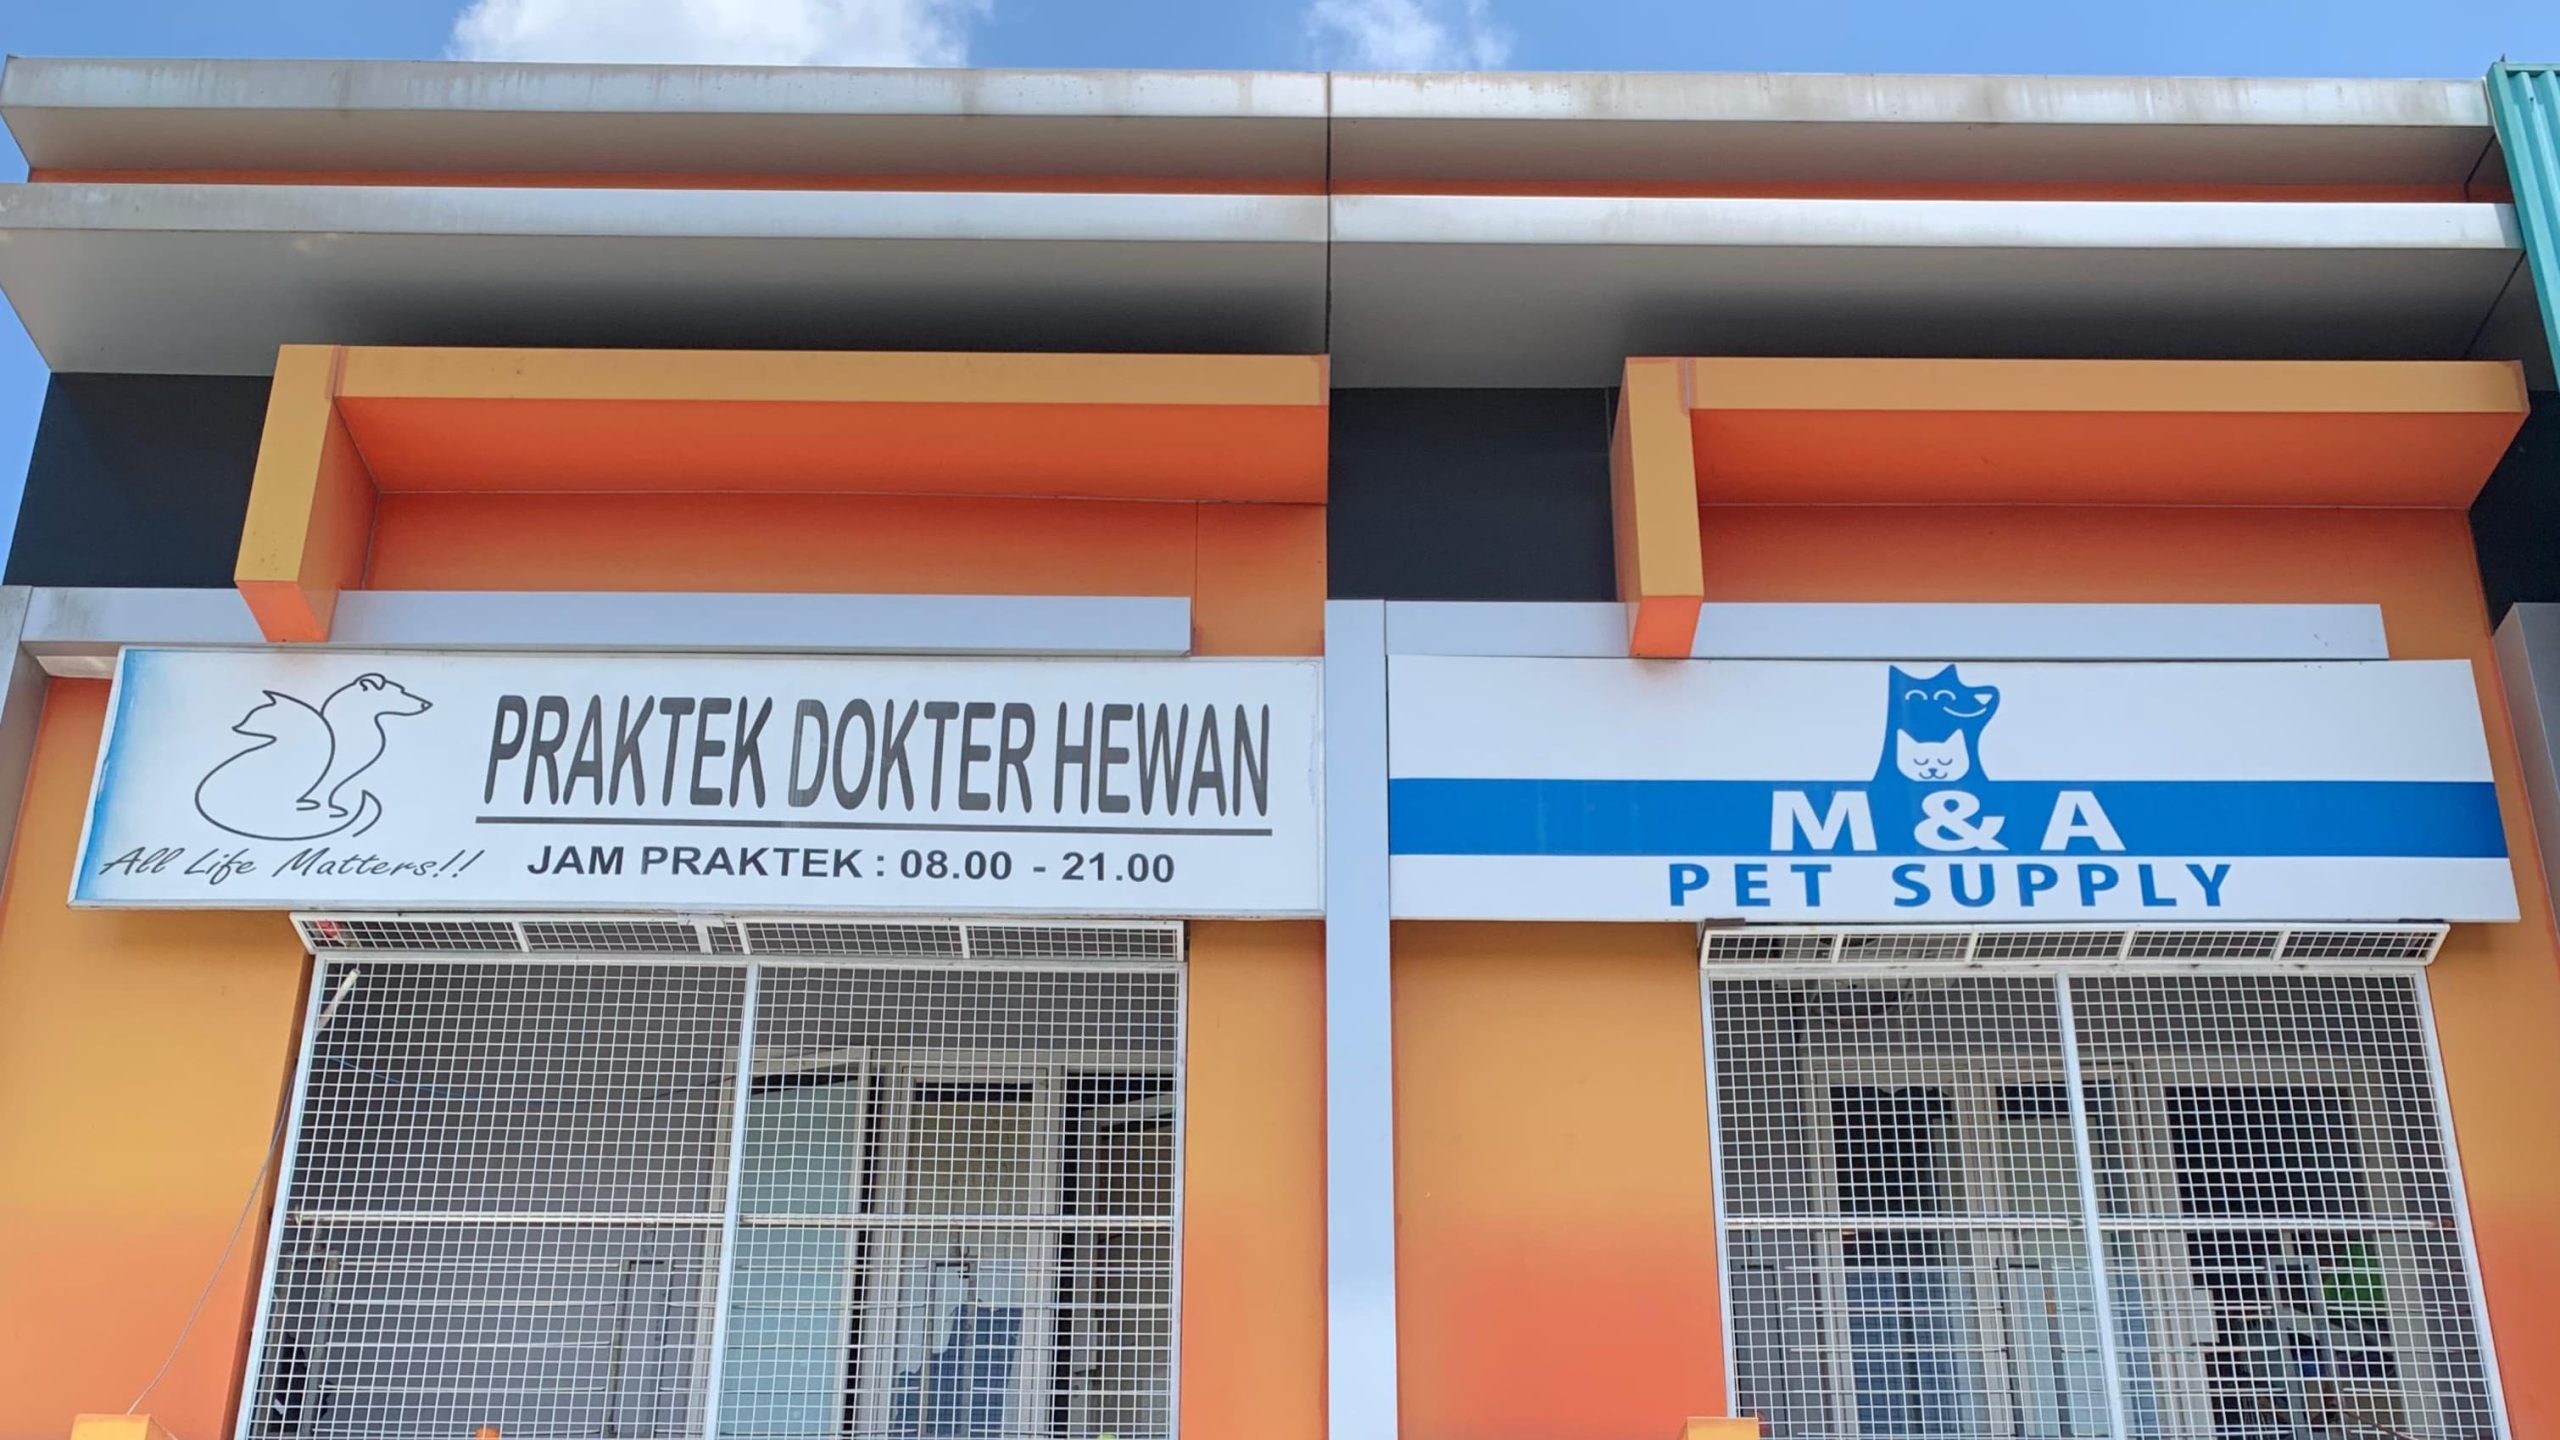 PRAKTEK DOKTER HEWAN
All Life Matters!!
JAM PRAKTEK : 08.00 - 21.00
M & A
PET SUPPLY